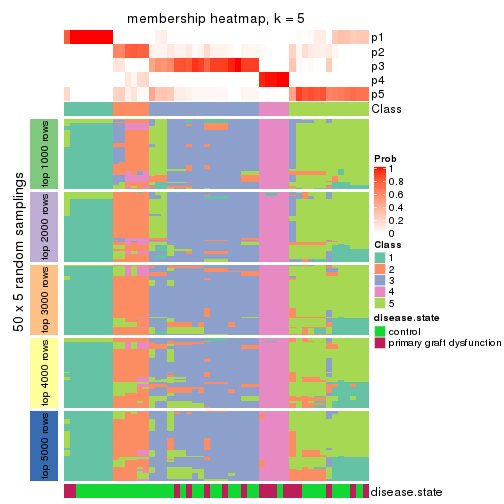 membership heatmap, k = 5
p1
p2
p3
p4
p5
Class
50 x 5 random samplings
top 1000 rows
top 2000 rows
top 3000 rows
top 4000 rows
top 5000 rows
disease.state
Prob
1
0.8
0.6
0.4
0.2
0
Class
1
2
3
4
5
disease.state
control
primary graft dysfunction